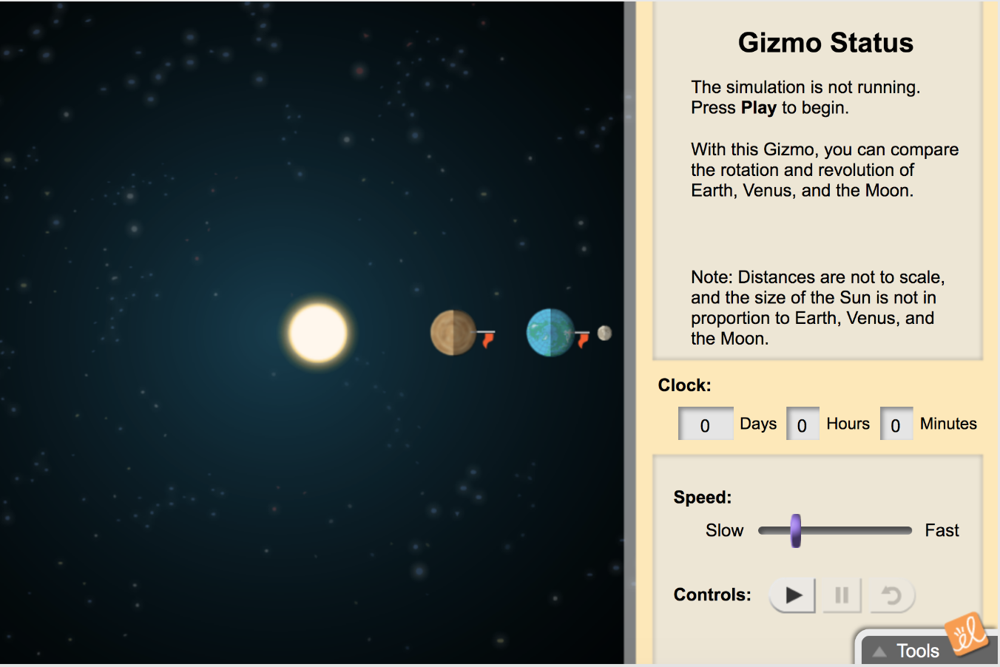 Gizmo Status
The simulation is not running.
Press Play to begin.
With this Gizmo, you can compare
the rotation and revolution of
Earth, Venus, and the Moon.
Note: Distances are not to scale,
and the size of the Sun is not in
proportion to Earth, Venus, and
the Moon.
Clock:
0 Days 0 Hours 0 Minutes
Speed:
Slow Fast
Controls:
Tools